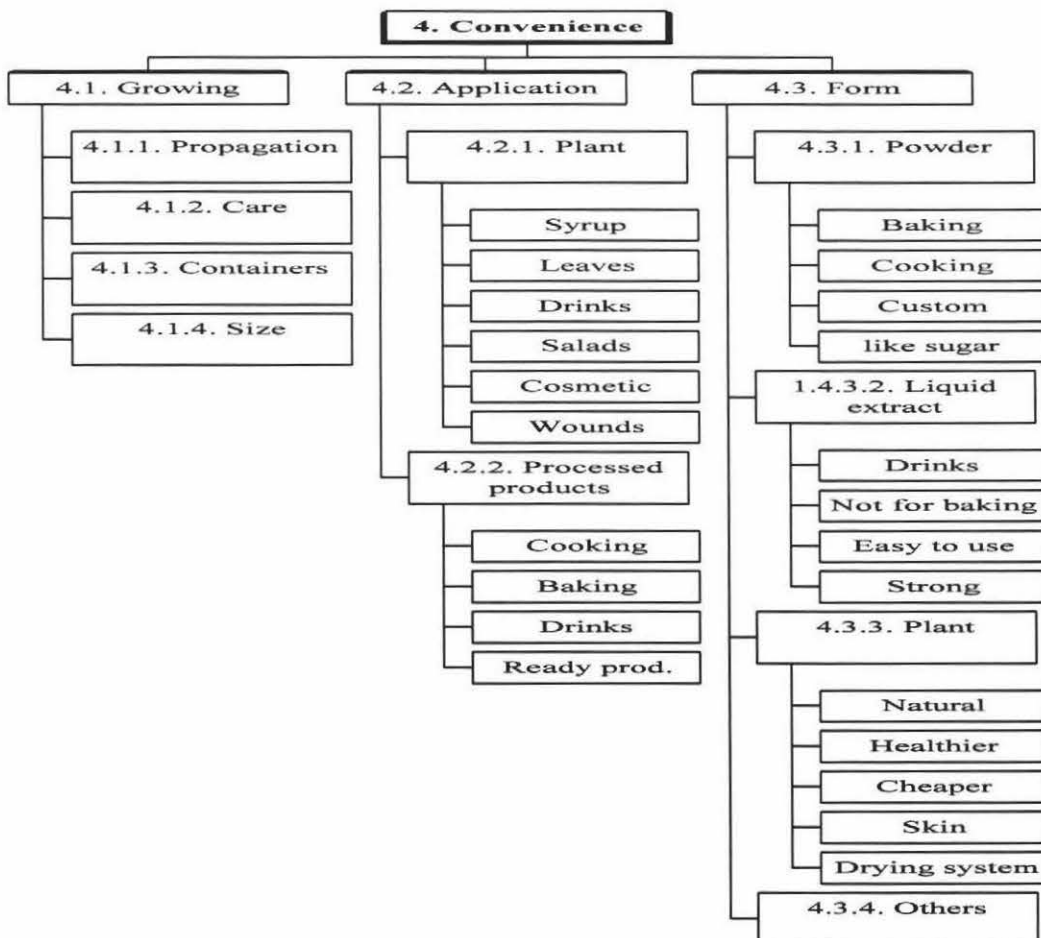 4. Convenience
4.1. Growing
4.1.1. Propagation
4.1.2. Care
4.1.3. Containers
4.1.4. Size
4.2. Application
4.2.1. Plant
Syrup
Leaves
Drinks
Salads
Cosmetic
Wounds
4.2.2. Processed
products
Cooking
Baking
Drinks
Ready prod.
4.3. Form
4.3.1. Powder
Baking
Cooking
Custom
like sugar
1.4.3.2. Liquid
extract
Drinks
Not for baking
Easy to use
Strong
4.3.3. Plant
Natural
Healthier
Cheaper
Skin
Drying system
4.3.4. Others